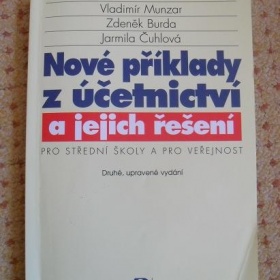 Vladimír Munzar
Zdeněk Burda
Jarmila Čuhlová
Nové příklady
z účetnictví
a jejich řešení
PRO STŘEDNÍ ŠKOLY A PRO VEŘEJNOST
Druhé, upravené vydání